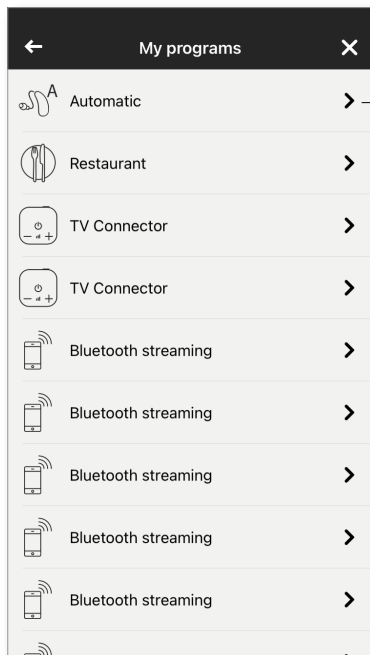 My programs
A
Automatic
Restaurant
TV Connector
TV Connector
Bluetooth streaming
Bluetooth streaming
Bluetooth streaming
Bluetooth streaming
Bluetooth streaming